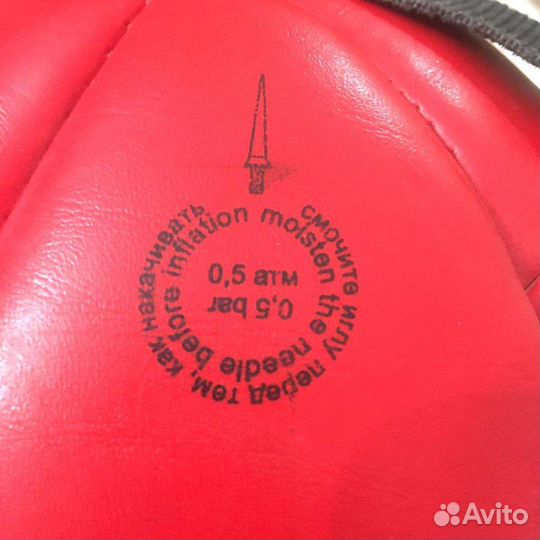 смочите иглу перед тем, как накачивать.
before inflation moisten the needle
0,5 атм
0,5 bar
Avito